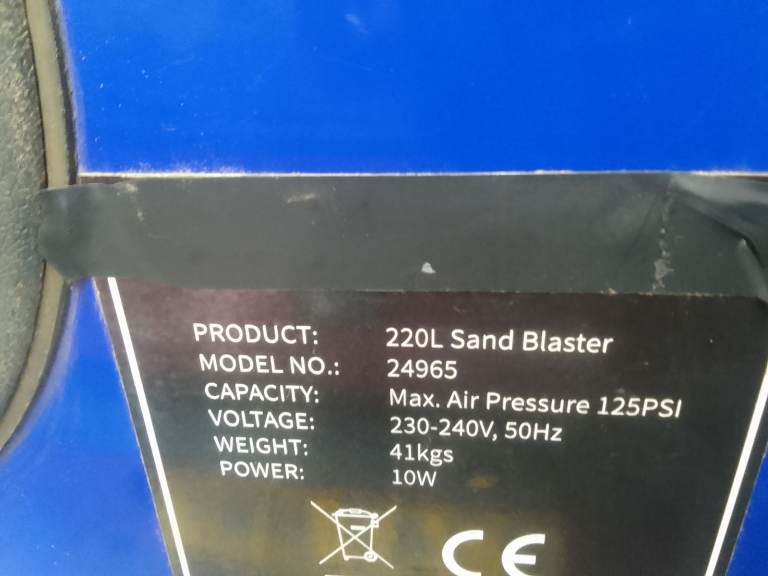 PRODUCT: 220L Sand Blaster
MODEL NO.: 24965
CAPACITY: Max. Air Pressure 125PSI
VOLTAGE: 230-240V, 50Hz
WEIGHT: 41kgs
POWER: 10W
CE